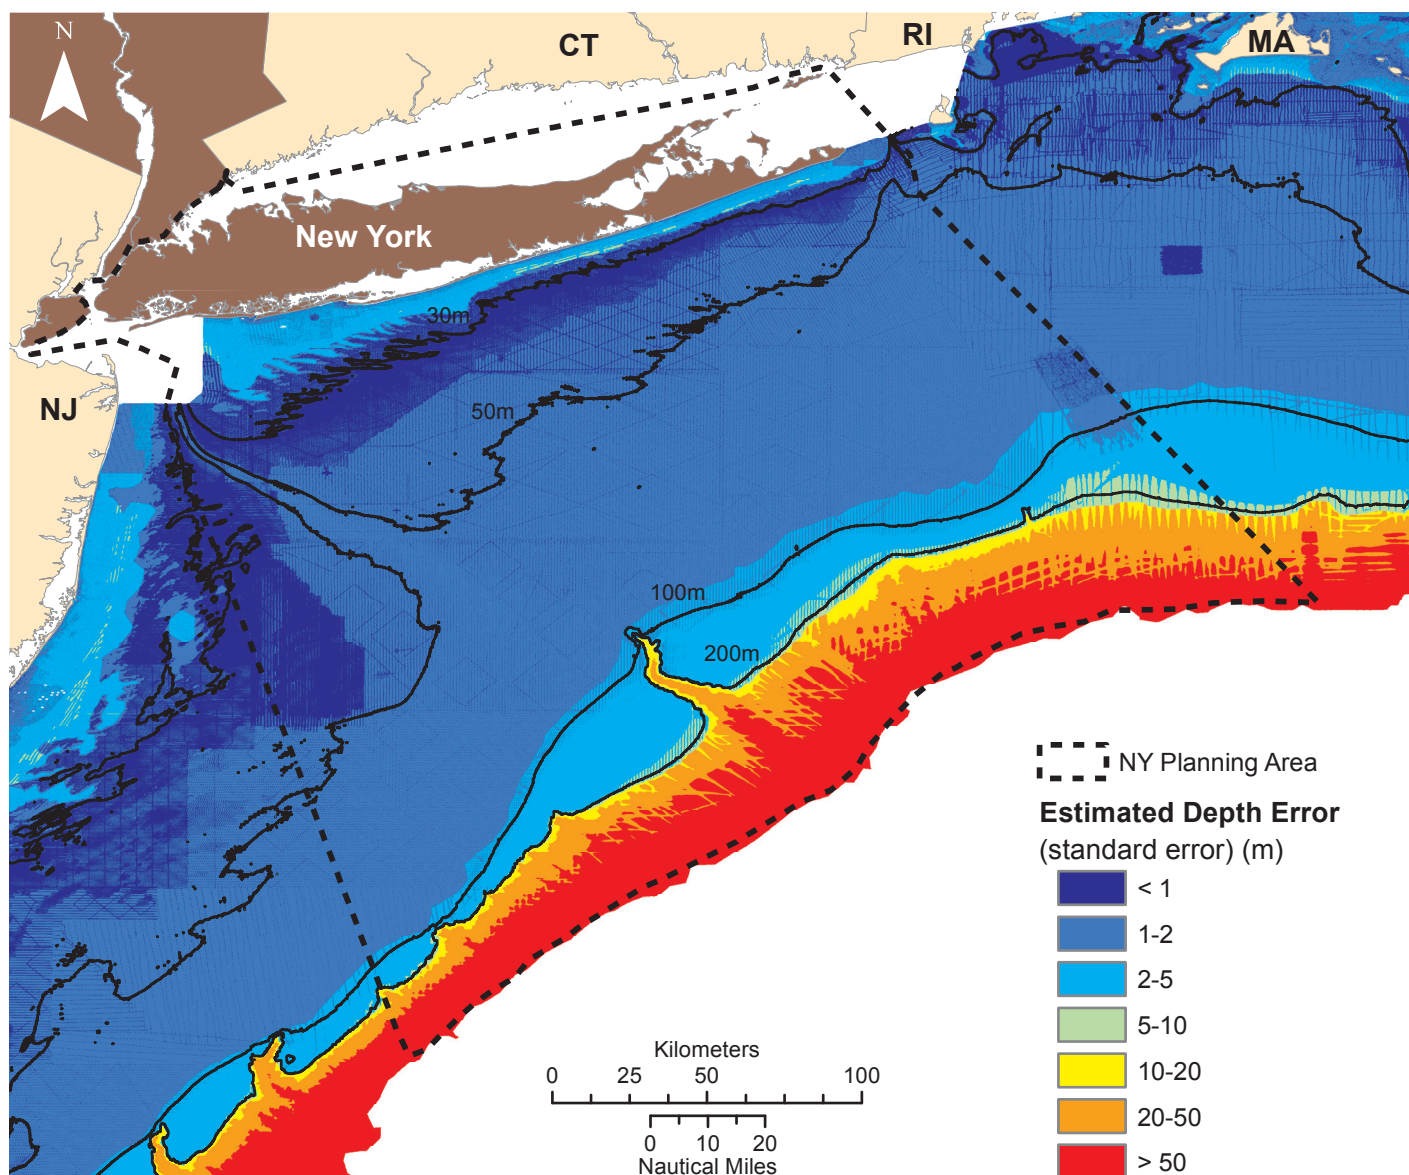 N
CT
RI
MA
New York
NJ
30m
50m
100m
200m
NY Planning Area
Estimated Depth Error
(standard error) (m)
< 1
1-2
2-5
5-10
10-20
20-50
> 50
Kilometers
0 25 50 100
0 10 20
Nautical Miles